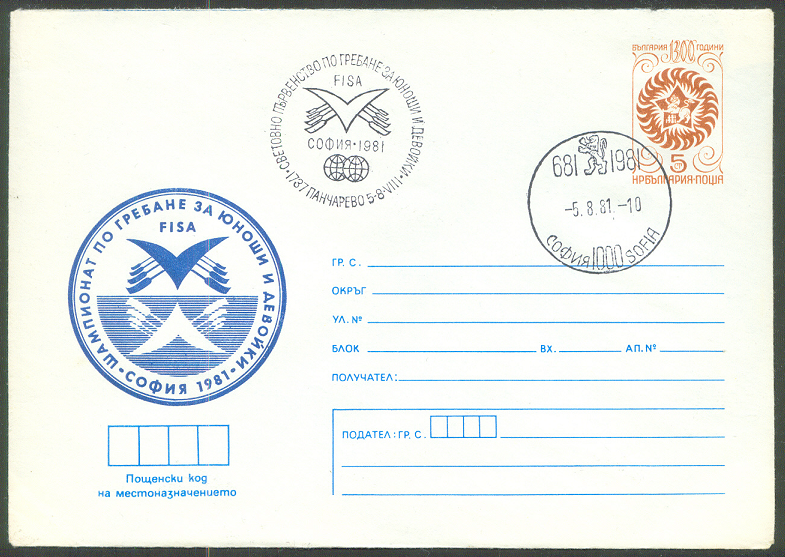 СВЕТОВНО ПЪРВЕНСТВО ПО ГРЕБАНЕ ЗА ЮНОШИ И ДЕВОЙКИ
FISA
СОФИЯ • 1981
• 1737 ПАНЧАРЕВО 5-8•VIII •
БЪЛГАРИЯ 1300 ГОДИНИ
5 СТ
НР БЪЛГАРИЯ • ПОЩА
681 1981
–5. 8. 81. –10
СОФИЯ 1000 SOFIA
ШАМПИОНАТ ПО ГРЕБАНЕ ЗА ЮНОШИ И ДЕВОЙКИ
FISA
• СОФИЯ 1981 •
ГР. С.
ОКРЪГ
УЛ. №
БЛОК ВХ. АП. №
ПОЛУЧАТЕЛ:
ПОДАТЕЛ: ГР. С.
Пощенски код
на местоназначението